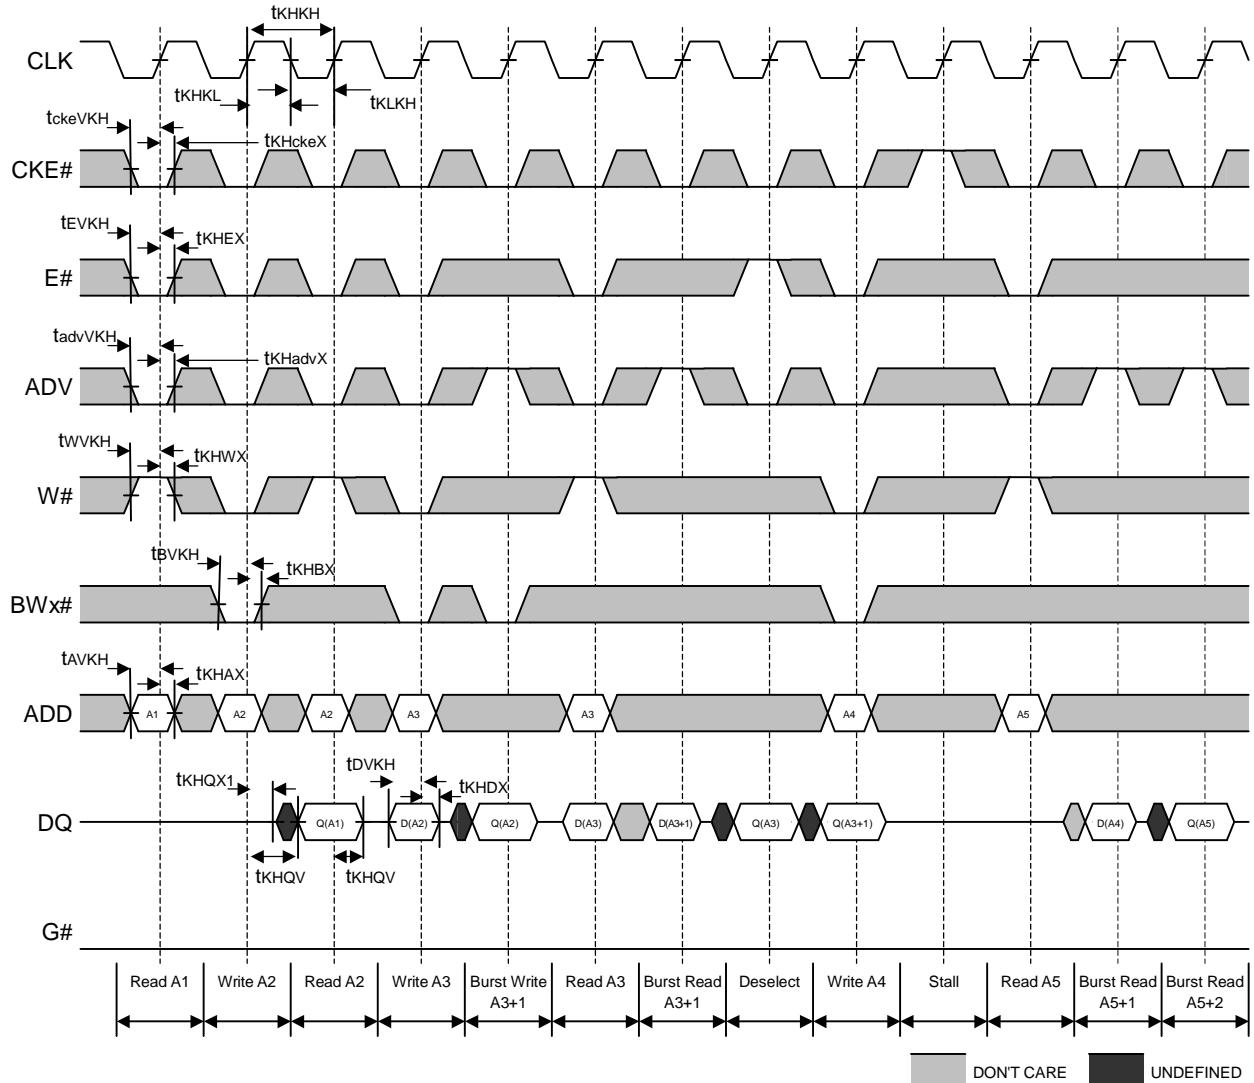 tKHKH
CLK
tKHKL
tKLKH
tckeVKH
tKHckeX
CKE#
tEVKH
tKHEX
E#
tadvVKH
tKHadvX
ADV
tWVKH
tKHWX
W#
tBVKH
tKHBX
BWx#
tAVKH
tKHAX
ADD
A1
A2
A2
A3
A3
A4
A5
tDVKH
tKHQX1
tKHDX
DQ
Q(A1)
D(A2)
Q(A2)
D(A3)
D(A3+1)
Q(A3)
Q(A3+1)
D(A4)
Q(A5)
tKHQV
tKHQV
G#
Read A1
Write A2
Read A2
Write A3
Burst Write
A3+1
Read A3
Burst Read
A3+1
Deselect
Write A4
Stall
Read A5
Burst Read
A5+1
Burst Read
A5+2
DON'T CARE
UNDEFINED